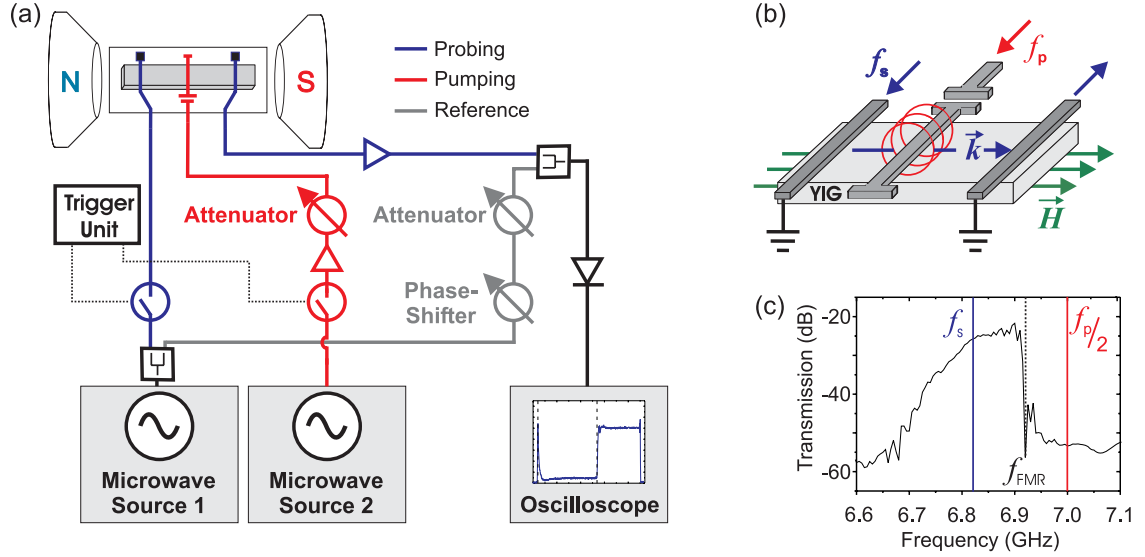 (a)
N
S
Probing
Pumping
Reference
Trigger
Unit
Attenuator
Attenuator
Phase-
Shifter
Microwave
Source 1
Microwave
Source 2
Oscilloscope
(b)
fs
fp
k
YIG
H
(c)
Transmission (dB)
-20
-40
-60
fs
fp/2
fFMR
6.6 6.7 6.8 6.9 7.0 7.1
Frequency (GHz)